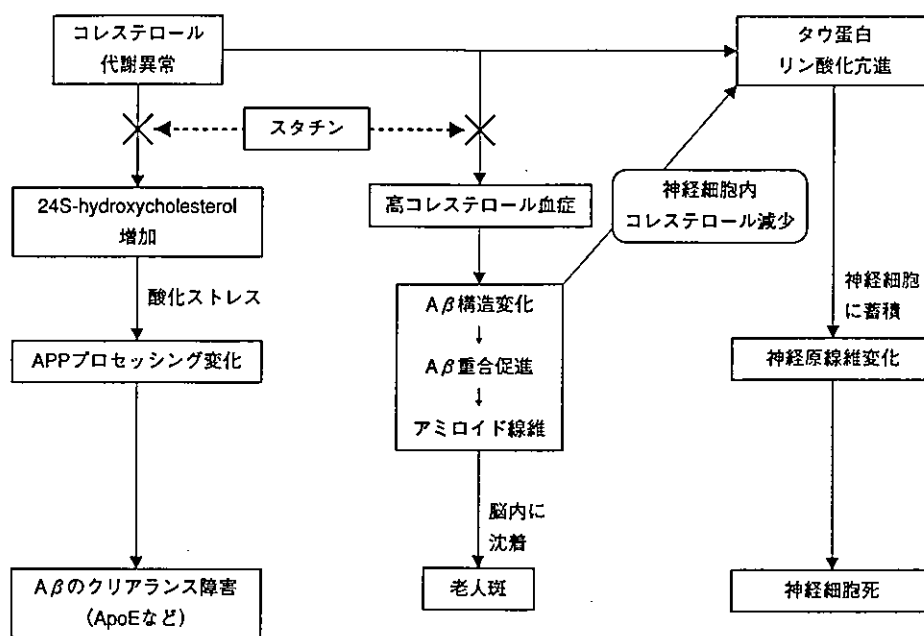 コレステロール
代謝異常
タウ蛋白
リン酸化亢進
スタチン
24S-hydroxycholesterol
増加
高コレステロール血症
神経細胞内
コレステロール減少
酸化ストレス
Aβ構造変化
神経細胞
に蓄積
APPプロセッシング変化
Aβ重合促進
神経原線維変化
アミロイド線維
脳内に
沈着
Aβのクリアランス障害
(ApoEなど)
老人斑
神経細胞死